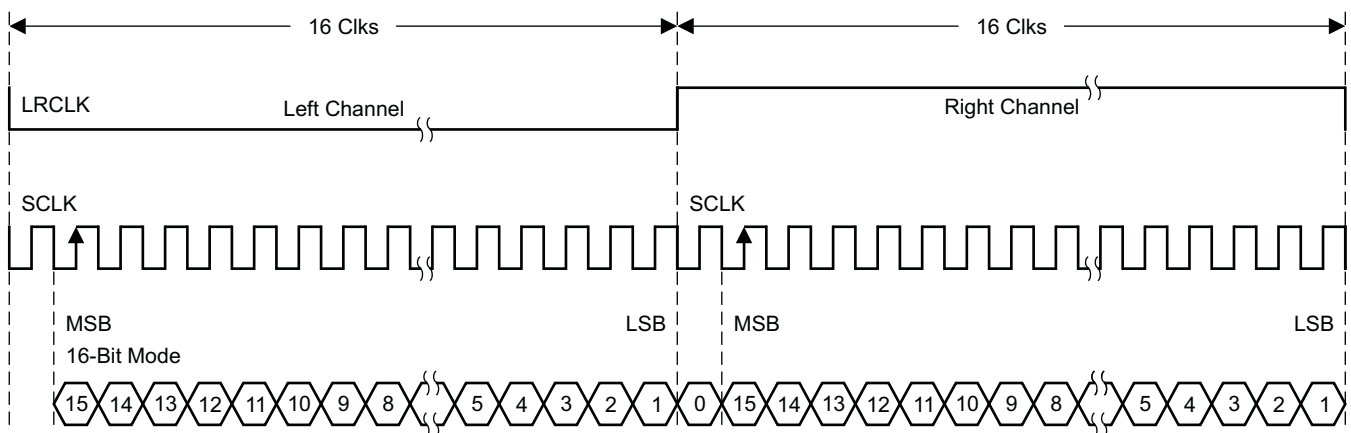 16 Clks 16 Clks
LRCLK Left Channel Right Channel
SCLK SCLK
MSB LSB MSB LSB
16-Bit Mode
15 14 13 12 11 10 9 8 5 4 3 2 1 0 15 14 13 12 11 10 9 8 5 4 3 2 1